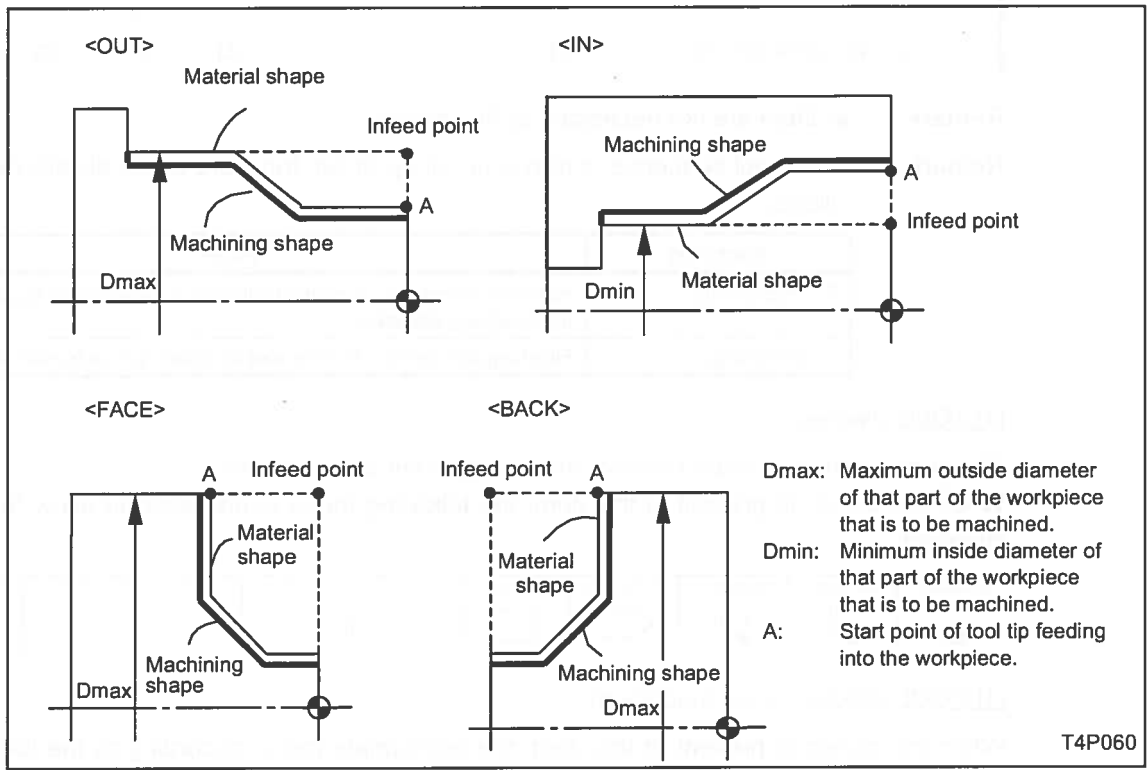 <OUT>
Material shape
Infeed point
A
Machining shape
Dmax
<IN>
Machining shape
A
Infeed point
Material shape
Dmin
<FACE>
A
Infeed point
Material
shape
Machining
shape
Dmax
<BACK>
Infeed point
A
Material
shape
Machining shape
Dmax
Dmax: Maximum outside diameter
of that part of the workpiece
that is to be machined.
Dmin: Minimum inside diameter of
that part of the workpiece
that is to be machined.
A: Start point of tool tip feeding
into the workpiece.
T4P060